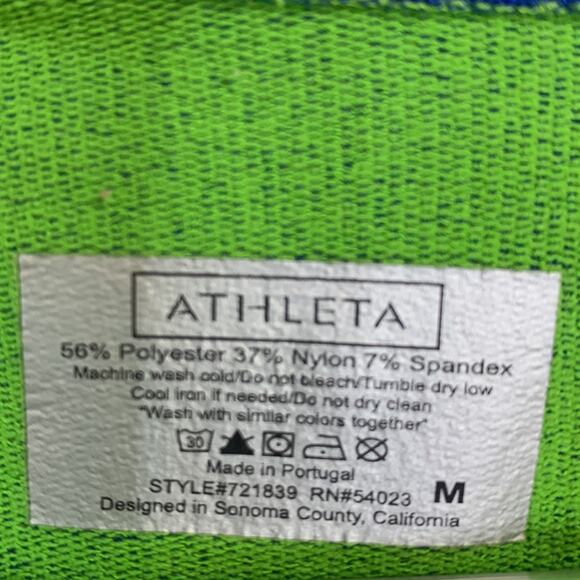 ATHLETA
56% Polyester 37% Nylon 7% Spandex
Machine wash cold/Do not bleach/Tumble dry low
Cool iran if needed/Do not dry clean
"Wash with similar colors together"
30
Made in Portugal
STYLE#721839 RN#54023 M
Designed in Sonoma County, California